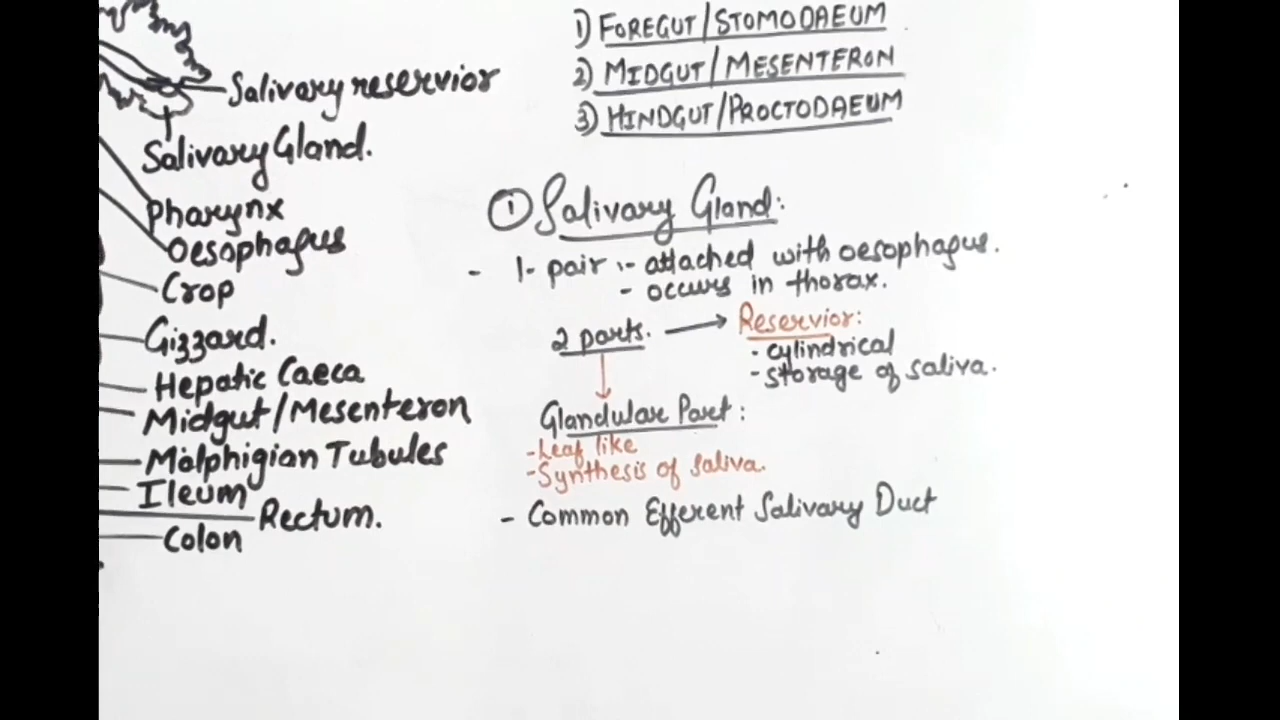 Salivary reservior
Salivary Gland.
Pharynx
Oesophagus
Crop
Gizzard.
Hepatic Caeca
Midgut/Mesenteron
Malphigian Tubules
Ileum
Rectum.
Colon
1) FOREGUT/STOMODAEUM
2) MIDGUT/MESENTERON
3) HINDGUT/PROCTODAEUM
① Salivary Gland:
- 1- pair :- attached with oesophagus.
- occurs in thorax.
2 parts. → Reservior:
· cylindrical
- storage of saliva.
Glandular Part:
- Leaf like
- Synthesis of saliva.
- Common Efferent Salivary Duct